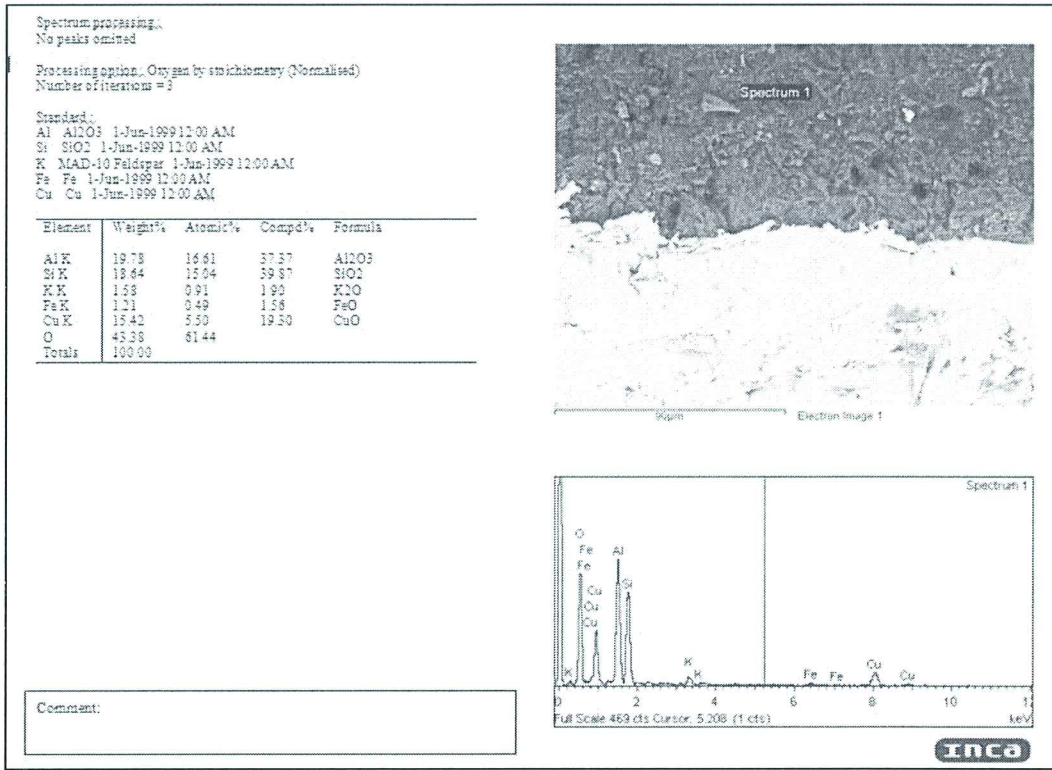 Spectrum processing :
No peaks omitted
Processing option : Oxygen by stoichiometry (Normalised)
Number of iterations = 3
Standard :
Al Al2O3 1-Jun-1999 12:00 AM
Si SiO2 1-Jun-1999 12:00 AM
K MAD-10 Feldspar 1-Jun-1999 12:00 AM
Fe Fe 1-Jun-1999 12:00 AM
Cu Cu 1-Jun-1999 12:00 AM
Element Weight% Atomic% Compd% Formula
Al K 19.78 16.61 37.37 Al2O3
Si K 18.64 15.04 39.87 SiO2
K K 1.58 0.91 1.90 K2O
Fe K 1.21 0.49 1.56 FeO
Cu K 15.42 5.50 19.30 CuO
O 43.38 61.44
Totals 100.00
Comment:
Spectrum 1
90µm Electron Image 1
Spectrum 1
O
Fe Al
Fe
Cu Si
Cu
Cu
K K K Fe Fe Cu Cu
0 2 4 6 8 10 12
Full Scale 469 cts Cursor: 5.208 (1 cts) keV
INCA